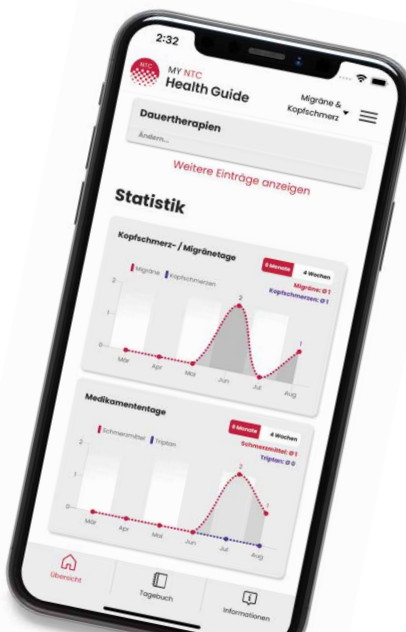 2:32
NTC
MY NTC
Health Guide
Migräne &
Kopfschmerz
Dauertherapien
Ändern...
Weitere Einträge anzeigen
Statistik
Kopfschmerz- / Migränetage
6 Monate 4 Wochen
Migräne: Ø 1
Kopfschmerzen: Ø 1
Migräne Kopfschmerzen
2
2
1
1
0
Mär Apr Mai Jun Jul Aug
Medikamententage
6 Monate 4 Wochen
Schmerzmittel: Ø 1
Triptan: Ø 0
Schmerzmittel Triptan
2
2
1
1
0
Mär Apr Mai Jun Jul Aug
Übersicht Tagebuch Informationen